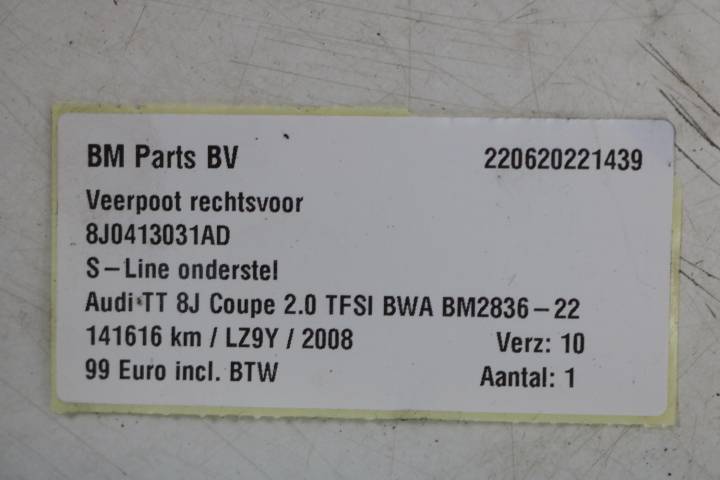 BM Parts BV 220620221439
Veerpoot rechtsvoor
8J0413031AD
S-Line onderstel
Audi TT 8J Coupe 2.0 TFSI BWA BM2836-22
141616 km / LZ9Y / 2008 Verz: 10
99 Euro incl. BTW Aantal: 1